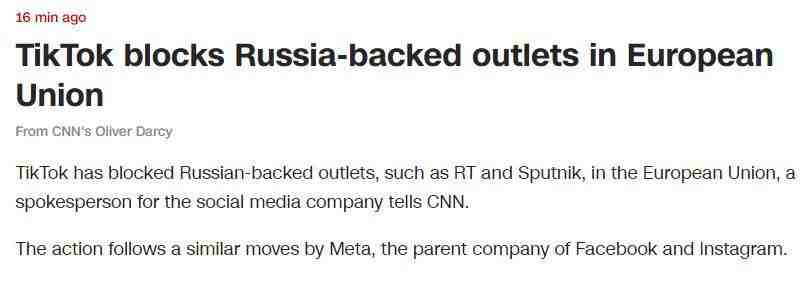 16 min ago
TikTok blocks Russia-backed outlets in European
Union
From CNN's Oliver Darcy
TikTok has blocked Russian-backed outlets, such as RT and Sputnik, in the European Union, a
spokesperson for the social media company tells CNN.
The action follows a similar moves by Meta, the parent company of Facebook and Instagram.